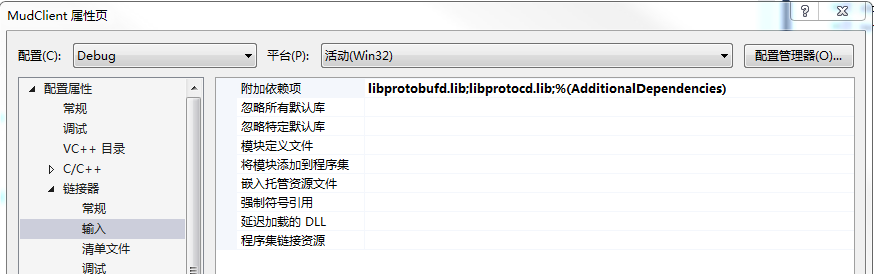 MudClient 属性页
配置(C): Debug 平台(P): 活动(Win32) 配置管理器(O)...
配置属性
常规
调试
VC++ 目录
C/C++
链接器
常规
输入
清单文件
调试
附加依赖项 libprotobufd.lib;libprotocd.lib;%(AdditionalDependencies)
忽略所有默认库
忽略特定默认库
模块定义文件
将模块添加到程序集
嵌入托管资源文件
强制符号引用
延迟加载的 DLL
程序集链接资源